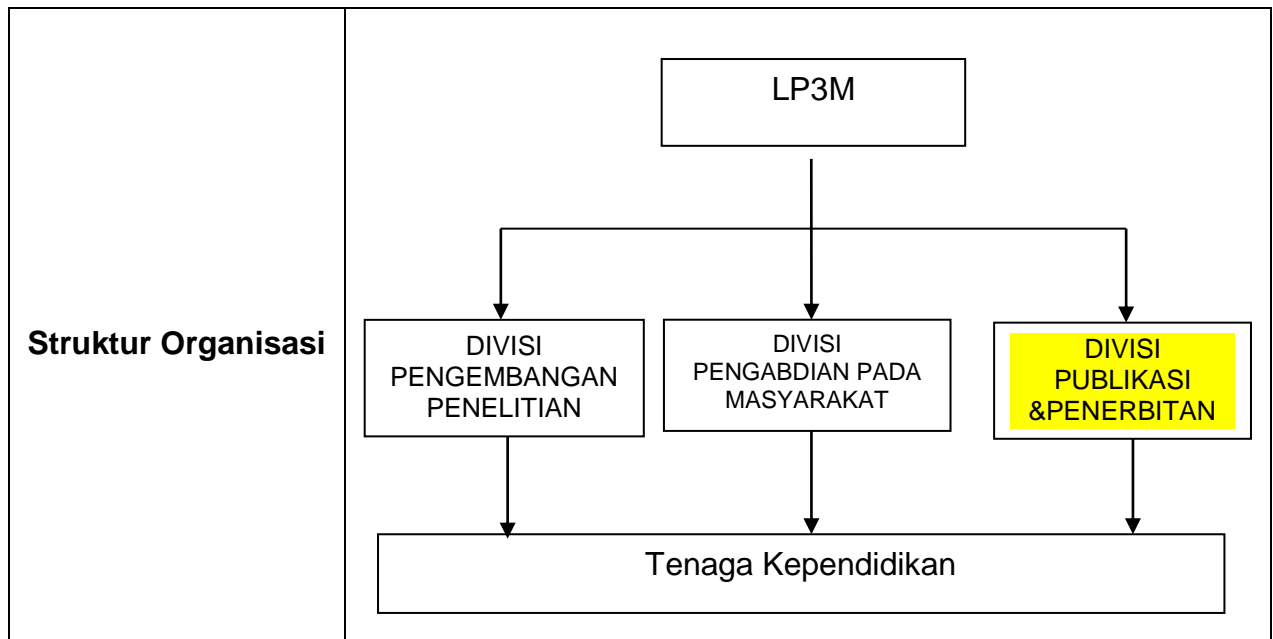 Struktur Organisasi
LP3M
DIVISI
PENGEMBANGAN
PENELITIAN
DIVISI
PENGABDIAN PADA
MASYARAKAT
DIVISI
PUBLIKASI
&PENERBITAN
Tenaga Kependidikan